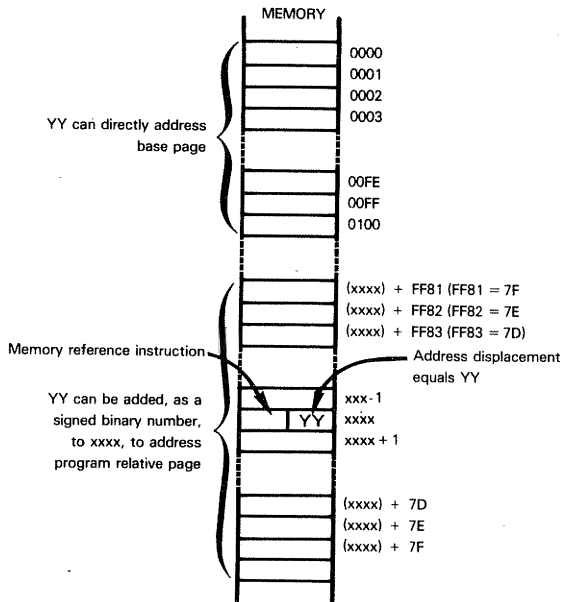 MEMORY
0000
0001
0002
0003
YY can directly address
base page
00FE
00FF
0100
(xxxx) + FF81 (FF81 = 7F
(xxxx) + FF82 (FF82 = 7E
(xxxx) + FF83 (FF83 = 7D)
Memory reference instruction
Address displacement
equals YY
xxx-1
YY
xxxx
xxxx + 1
YY can be added, as a
signed binary number,
to xxxx, to address
program relative page
(xxxx) + 7D
(xxxx) + 7E
(xxxx) + 7F